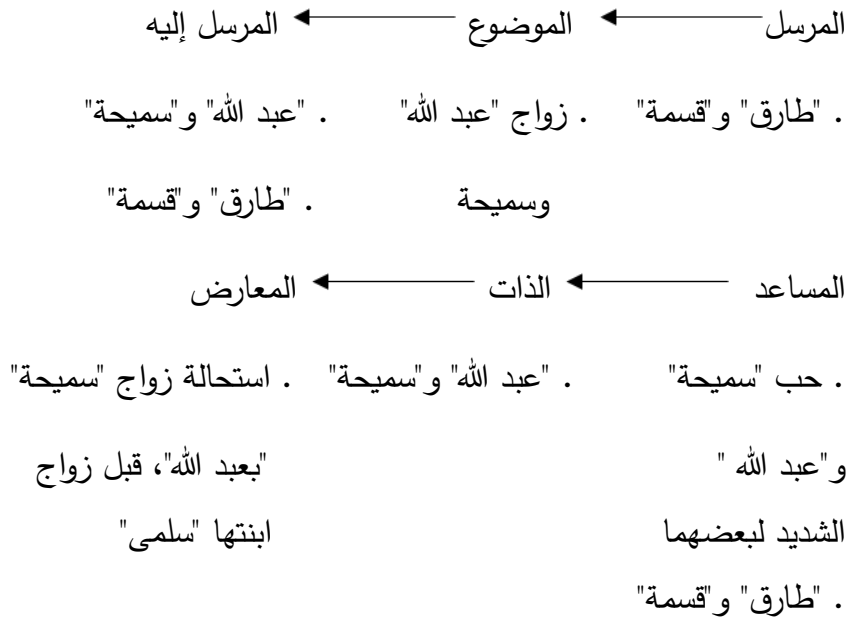 المرسل الموضوع المرسل إليه
. "طارق" و"قسمة" . زواج "عبد الله" . "عبد الله" و"سميحة"
وسميحة . "طارق" و"قسمة"
المساعد الذات المعارض
. حب "سميحة" . "عبد الله" و"سميحة" . استحالة زواج "سميحة"
و"عبد الله " "بعبد الله"، قبل زواج
الشديد لبعضهما ابنتها "سلمى"
. "طارق" و"قسمة"